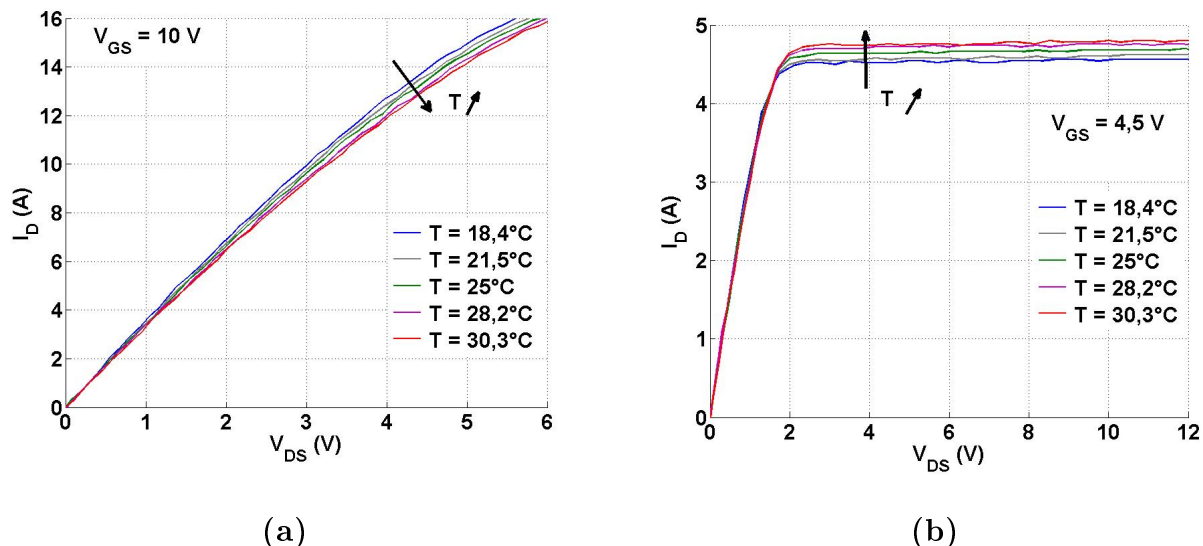 16
14
12
10
8
6
4
2
0
I_D (A)
V_GS = 10 V
T
T = 18,4°C
T = 21,5°C
T = 25°C
T = 28,2°C
T = 30,3°C
0 1 2 3 4 5 6
V_DS (V)
(a)
5
4
3
2
1
0
I_D (A)
T
V_GS = 4,5 V
T = 18,4°C
T = 21,5°C
T = 25°C
T = 28,2°C
T = 30,3°C
0 2 4 6 8 10 12
V_DS (V)
(b)